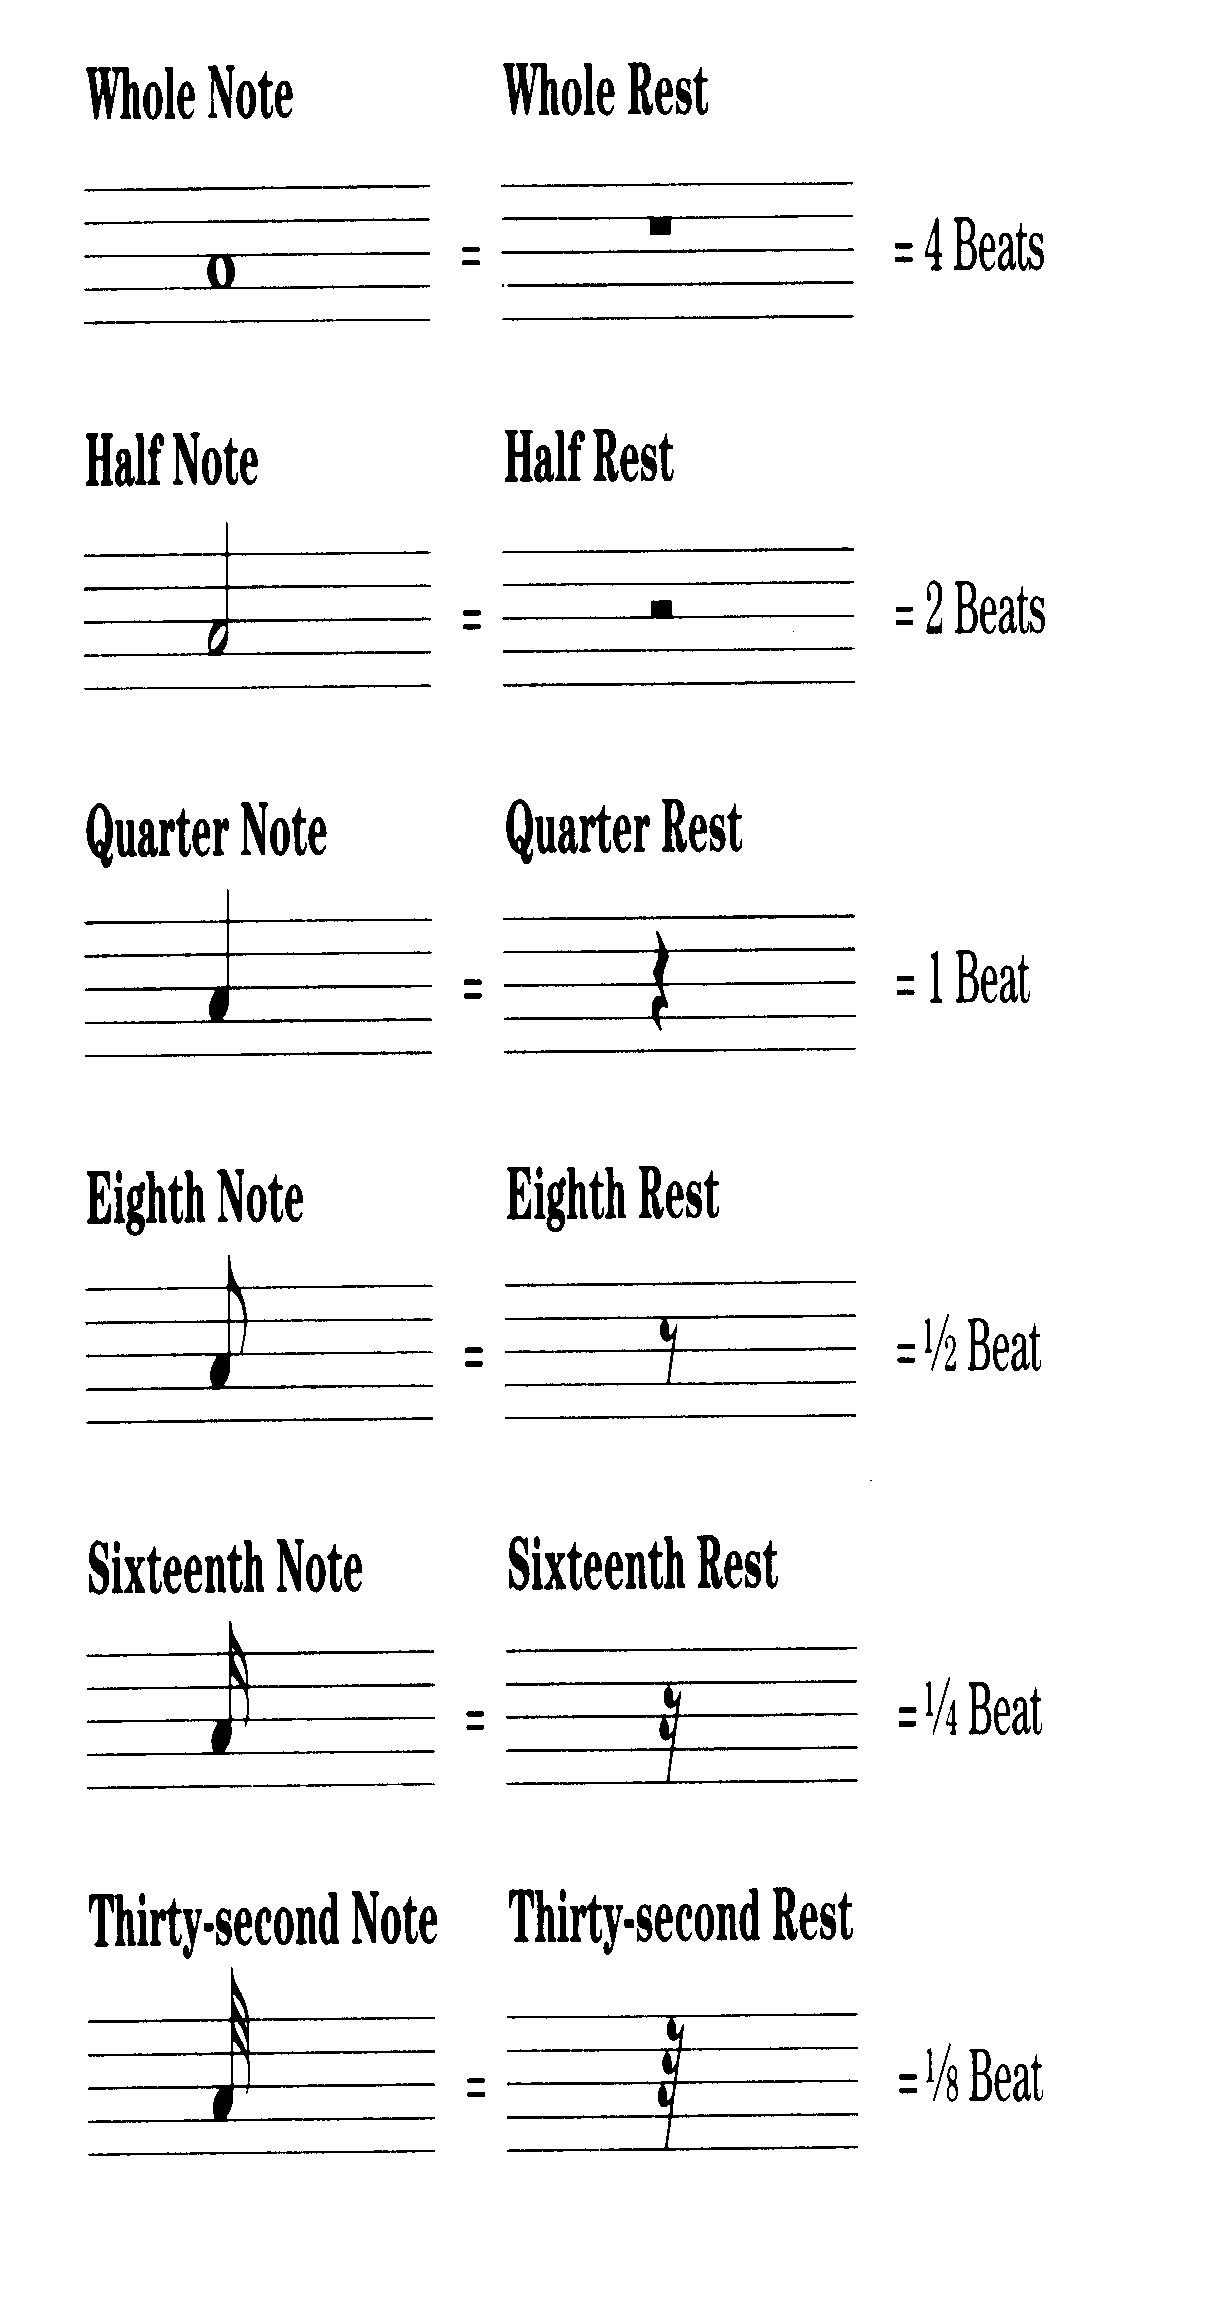 Whole Note Whole Rest
= = 4 Beats
Half Note Half Rest
= = 2 Beats
Quarter Note Quarter Rest
= = 1 Beat
Eighth Note Eighth Rest
= = ½ Beat
Sixteenth Note Sixteenth Rest
= = ¼ Beat
Thirty-second Note Thirty-second Rest
= = ⅛ Beat